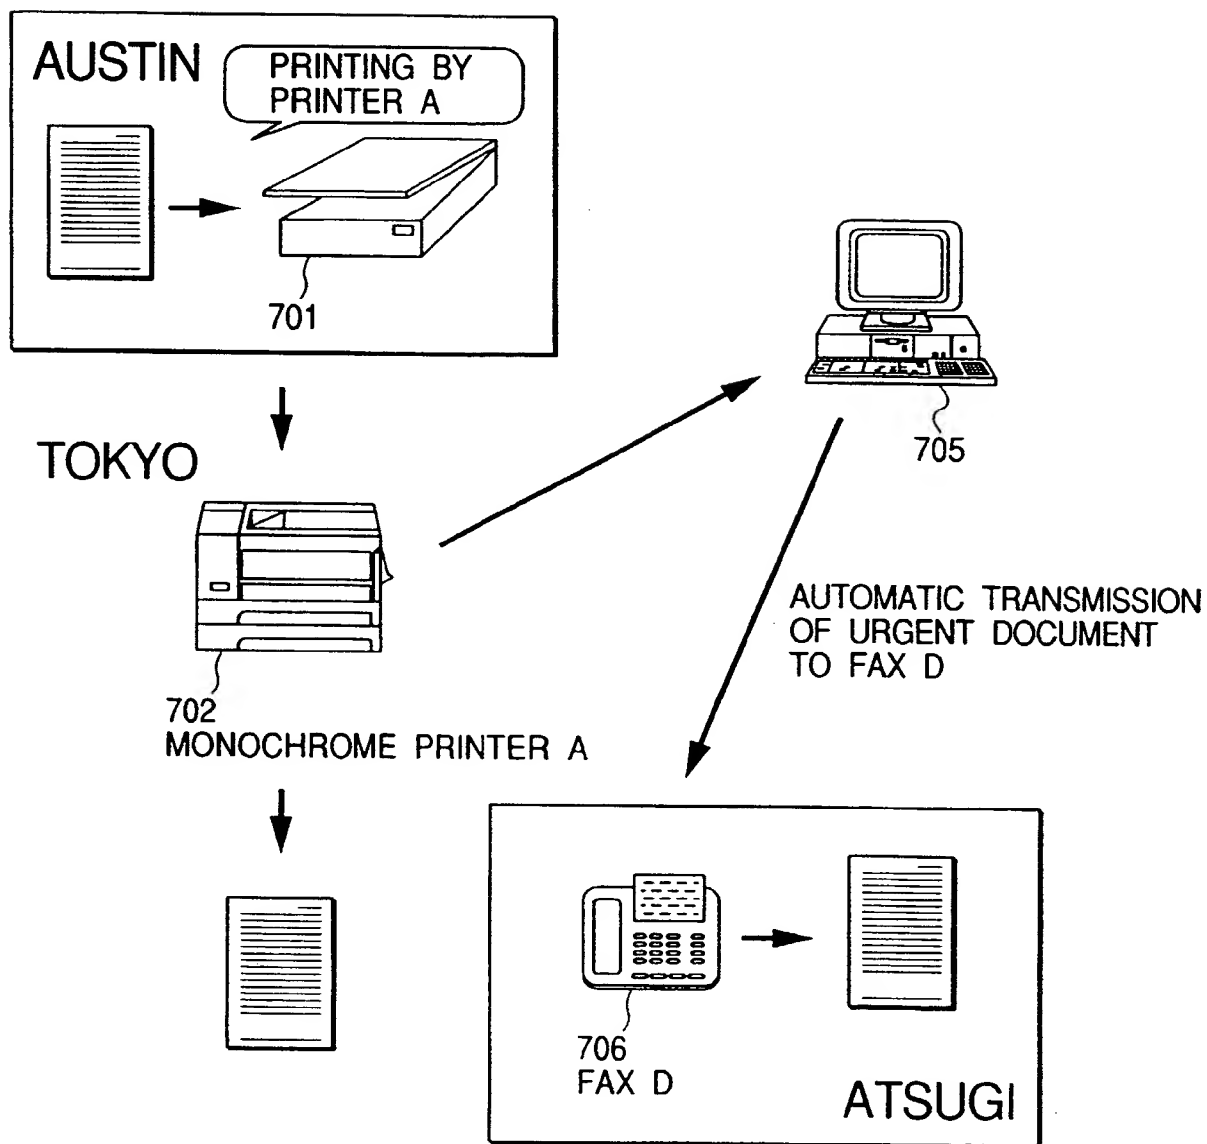 AUSTIN
PRINTING BY
PRINTER A
701
TOKYO
705
702
MONOCHROME PRINTER A
AUTOMATIC TRANSMISSION
OF URGENT DOCUMENT
TO FAX D
706
FAX D
ATSUGI